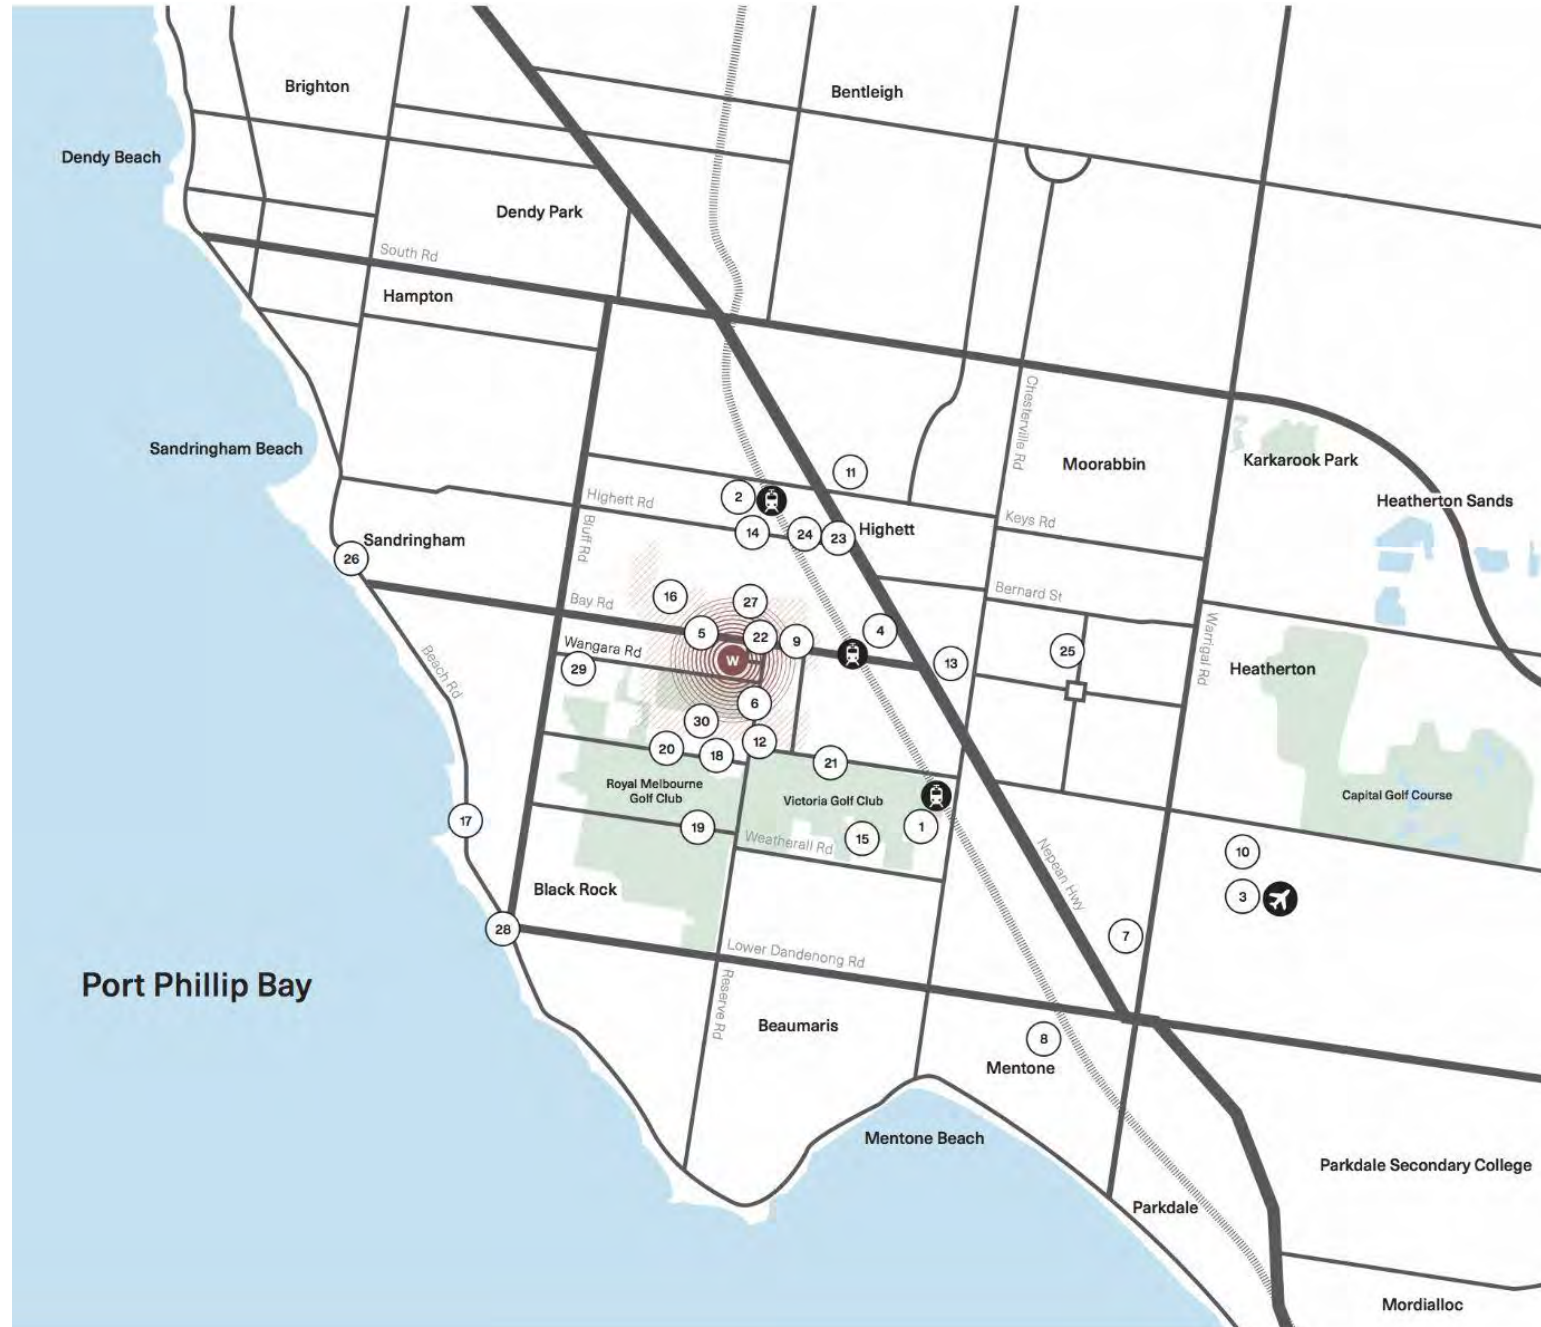 Brighton
Bentleigh
Dendy Beach
Dendy Park
South Rd
Hampton
Chesterville Rd
Sandringham Beach
Moorabbin
Karkarook Park
11
Highett Rd
2
Heatherton Sands
Keys Rd
Bluff Rd
14
24
23
Highett
Sandringham
26
Bernard St
16
27
Bay Rd
5
22
9
4
Wangara Rd
W
13
25
Warrigal Rd
Heatherton
29
Beach Rd
6
30
12
20
18
21
Royal Melbourne
Golf Club
Victoria Golf Club
Capital Golf Course
17
19
1
Weatherall Rd
15
Nepean Hwy
10
Black Rock
3
28
7
Lower Dandenong Rd
Port Phillip Bay
Reserve Rd
Beaumaris
8
Mentone
Mentone Beach
Parkdale Secondary College
Parkdale
Mordialloc